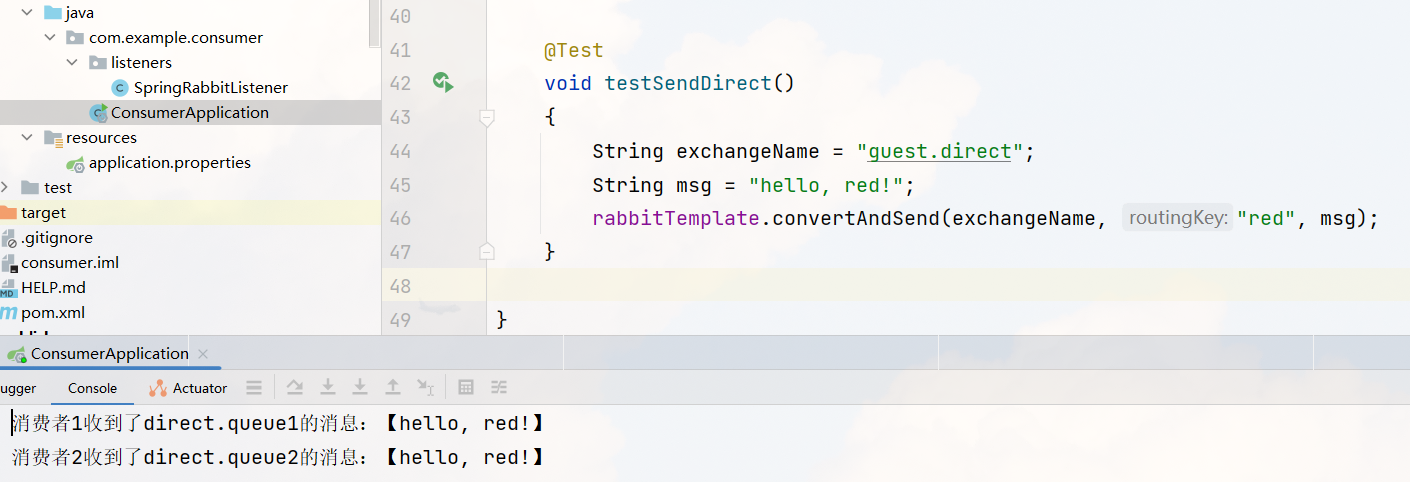 java
com.example.consumer
listeners
SpringRabbitListener
ConsumerApplication
resources
application.properties
test
target
.gitignore
consumer.iml
HELP.md
pom.xml
40
41 @Test
42 void testSendDirect()
43 {
44 String exchangeName = "guest.direct";
45 String msg = "hello, red!";
46 rabbitTemplate.convertAndSend(exchangeName, routingKey: "red", msg);
47 }
48
49 }
ConsumerApplication
ugger Console Actuator
消费者1收到了direct.queue1的消息：【hello, red!】
消费者2收到了direct.queue2的消息：【hello, red!】